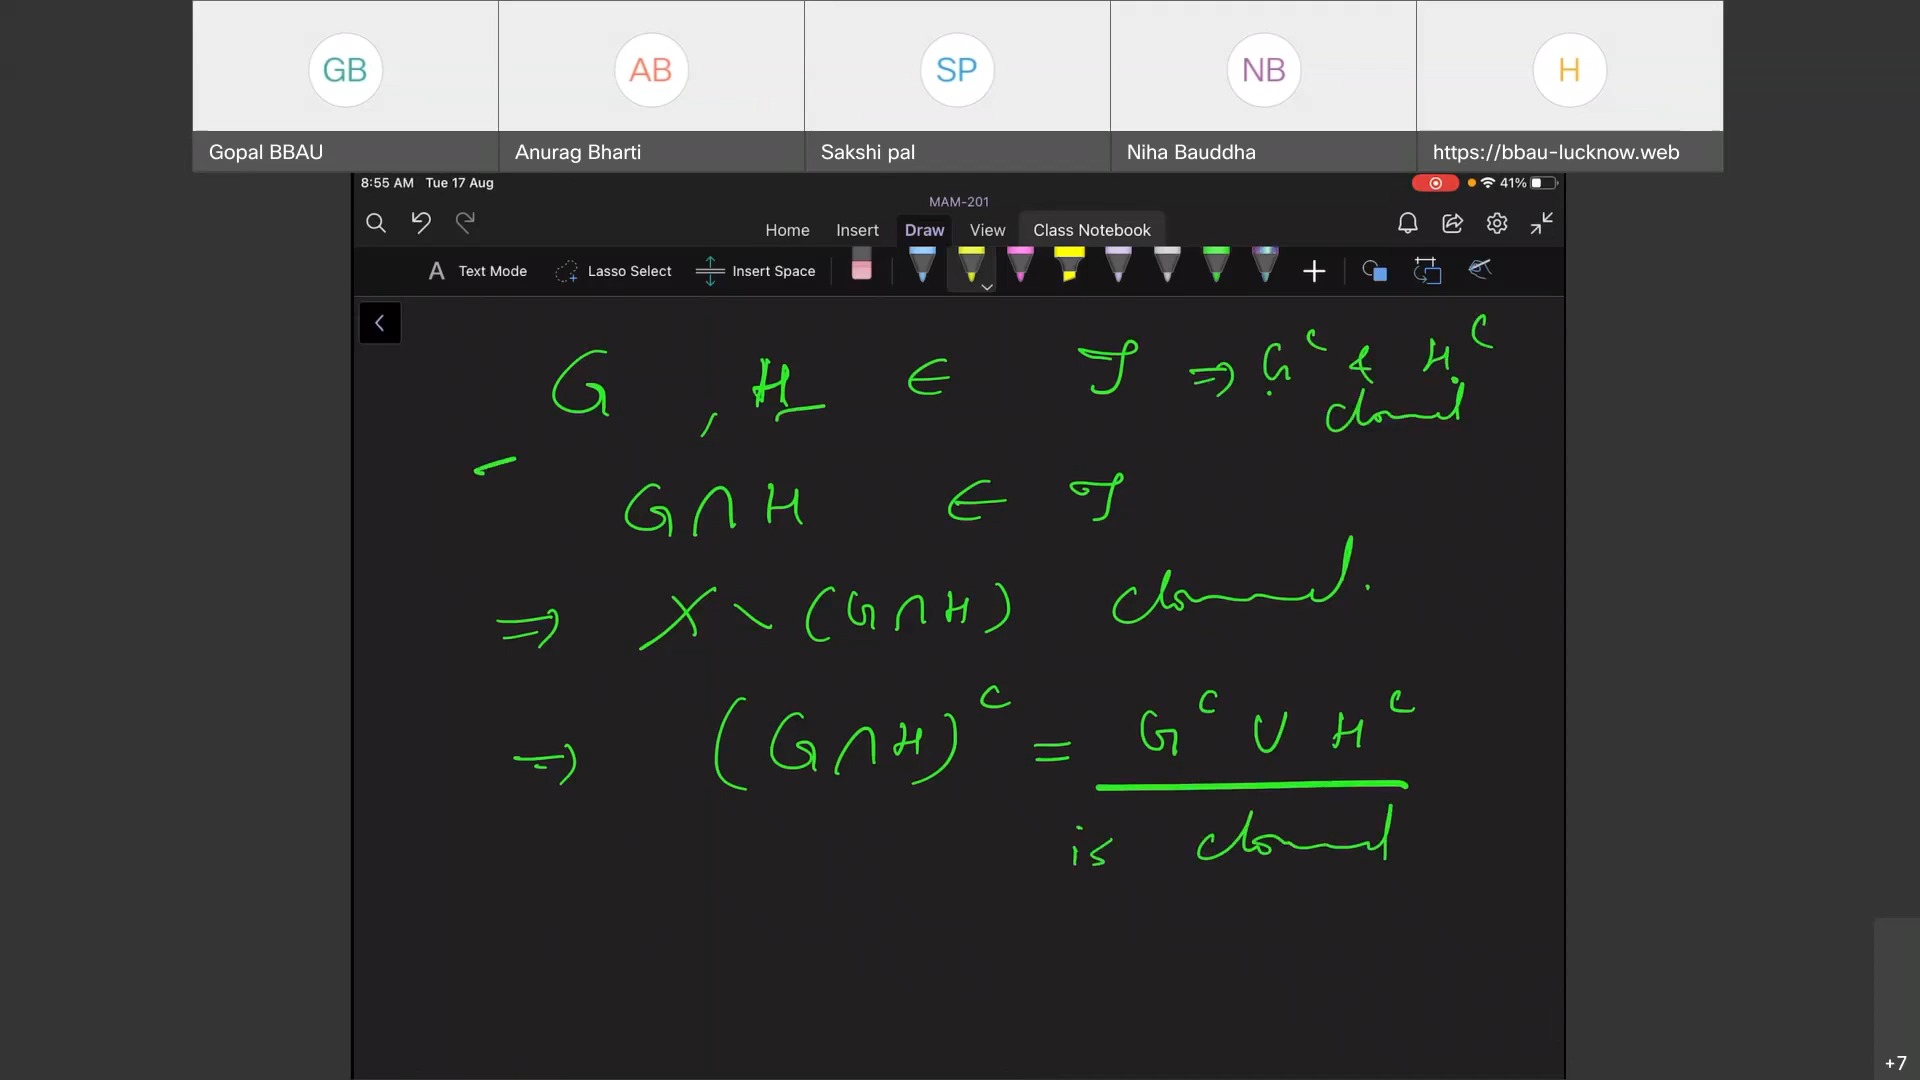 GB AB SP NB H
Gopal BBAU Anurag Bharti Sakshi pal Niha Bauddha https://bbau-lucknow.web
8:55 AM Tue 17 Aug 41%
MAM-201
Home Insert Draw View Class Notebook
A Text Mode Lasso Select Insert Space
G , H ∈ 𝒯 ⇒ G^c & H^c
closed
G∩H ∈ 𝒯
⇒ X \ (G∩H) closed.
⇒ (G∩H)^c = G^c ∪ H^c
is closed
+7